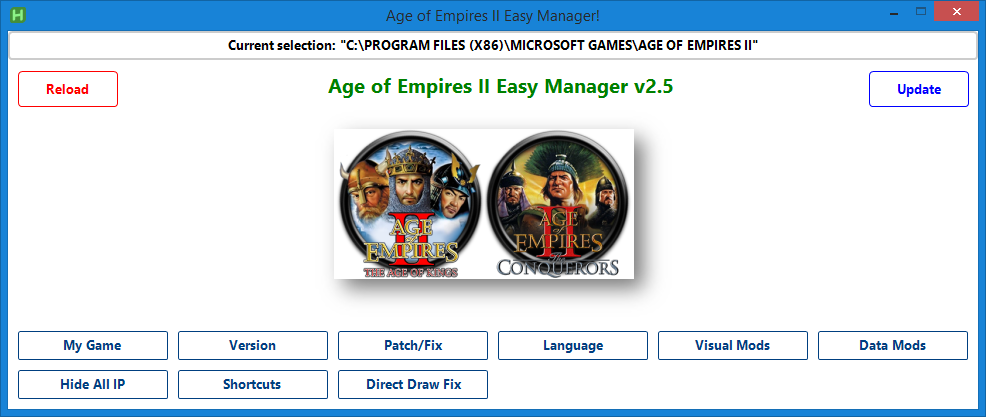 H
Age of Empires II Easy Manager!
Current selection: "C:\PROGRAM FILES (X86)\MICROSOFT GAMES\AGE OF EMPIRES II"
Reload
Age of Empires II Easy Manager v2.5
Update
II
AGE
of
EMPIRES
THE AGE OF KINGS
II
AGE
OF
EMPIRES
The
CONQUERORS
My Game
Version
Patch/Fix
Language
Visual Mods
Data Mods
Hide All IP
Shortcuts
Direct Draw Fix